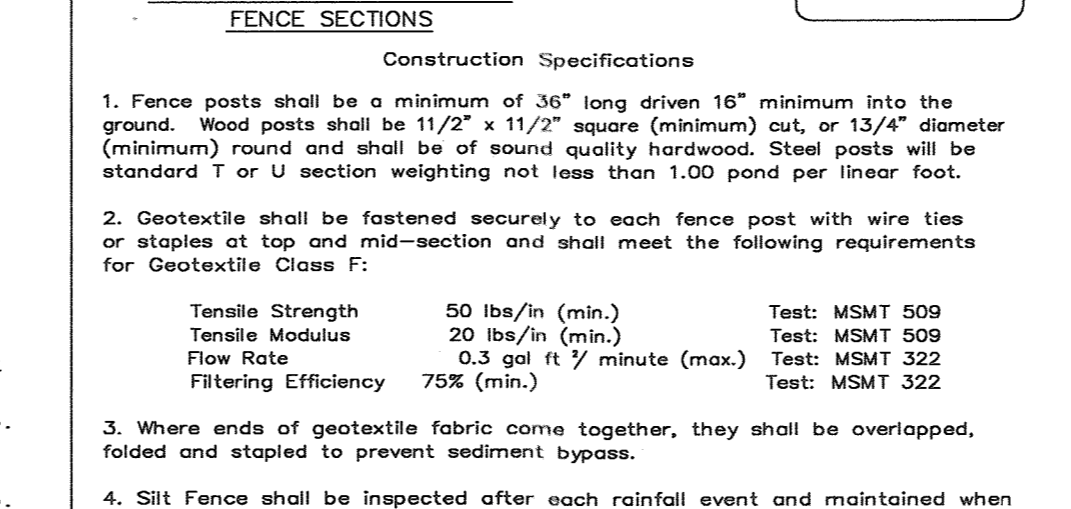 FENCE SECTIONS
Construction Specifications
1. Fence posts shall be a minimum of 36" long driven 16" minimum into the
ground. Wood posts shall be 11/2" x 11/2" square (minimum) cut, or 13/4" diameter
(minimum) round and shall be of sound quality hardwood. Steel posts will be
standard T or U section weighting not less than 1.00 pond per linear foot.
2. Geotextile shall be fastened securely to each fence post with wire ties
or staples at top and mid-section and shall meet the following requirements
for Geotextile Class F:
Tensile Strength 50 lbs/in (min.) Test: MSMT 509
Tensile Modulus 20 lbs/in (min.) Test: MSMT 509
Flow Rate 0.3 gal ft ²/ minute (max.) Test: MSMT 322
Filtering Efficiency 75% (min.) Test: MSMT 322
3. Where ends of geotextile fabric come together, they shall be overlapped,
folded and stapled to prevent sediment bypass.
4. Silt Fence shall be inspected after each rainfall event and maintained when